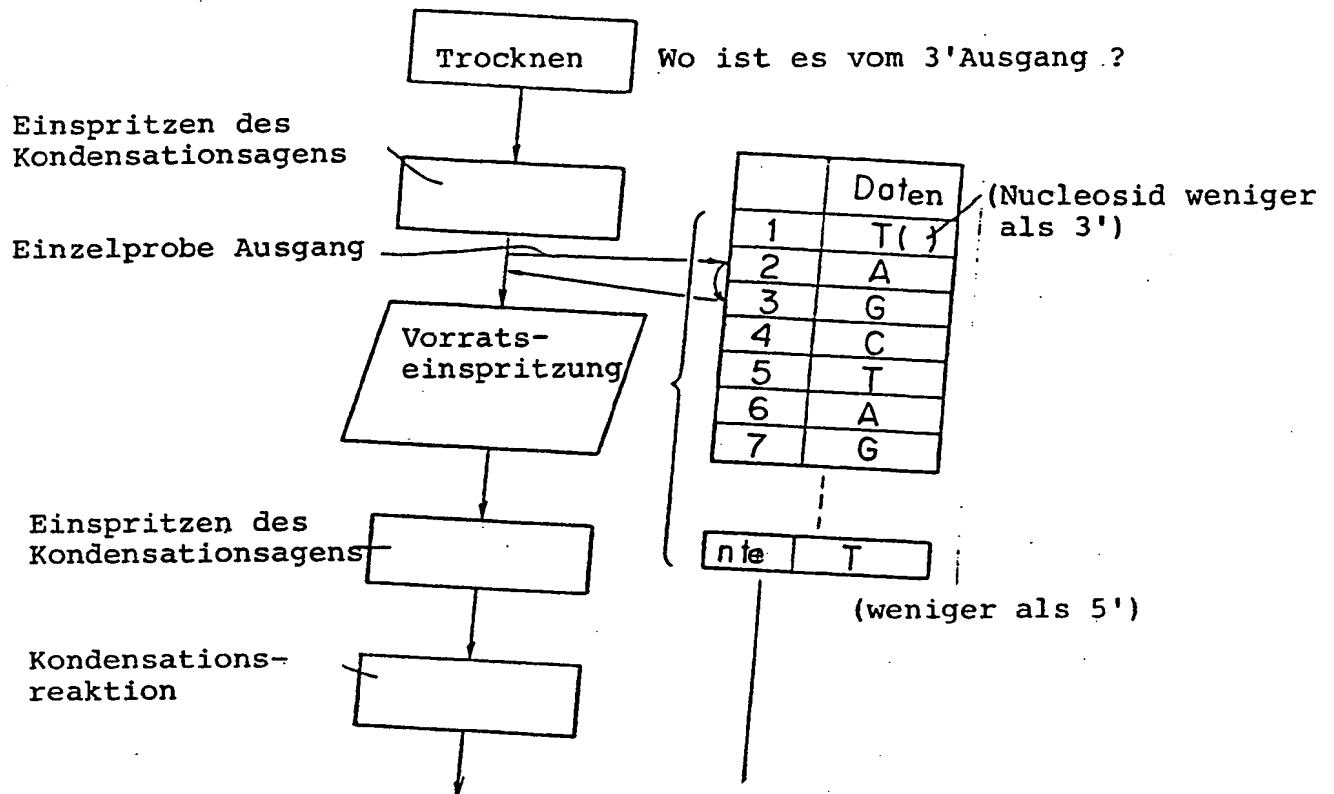 Trocknen
Wo ist es vom 3'Ausgang ?
Einspritzen des
Kondensationsagens
Einzelprobe Ausgang
Vorrats-
einspritzung
Einspritzen des
Kondensationsagens
Kondensations-
reaktion
Daten
1 T( )
2 A
3 G
4 C
5 T
6 A
7 G
nte T
(Nucleosid weniger
als 3')
(weniger als 5')